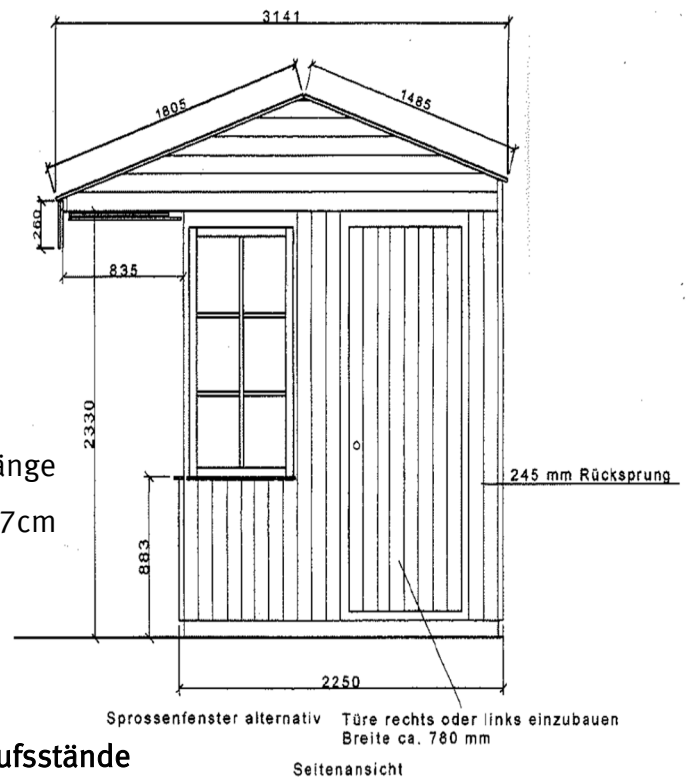 3141
1805
1485
260
835
2330
änge
245 mm Rücksprung
7cm
883
2250
Sprossenfenster alternativ
Türe rechts oder links einzubauen
Breite ca. 780 mm
ufsstände
Seitenansicht